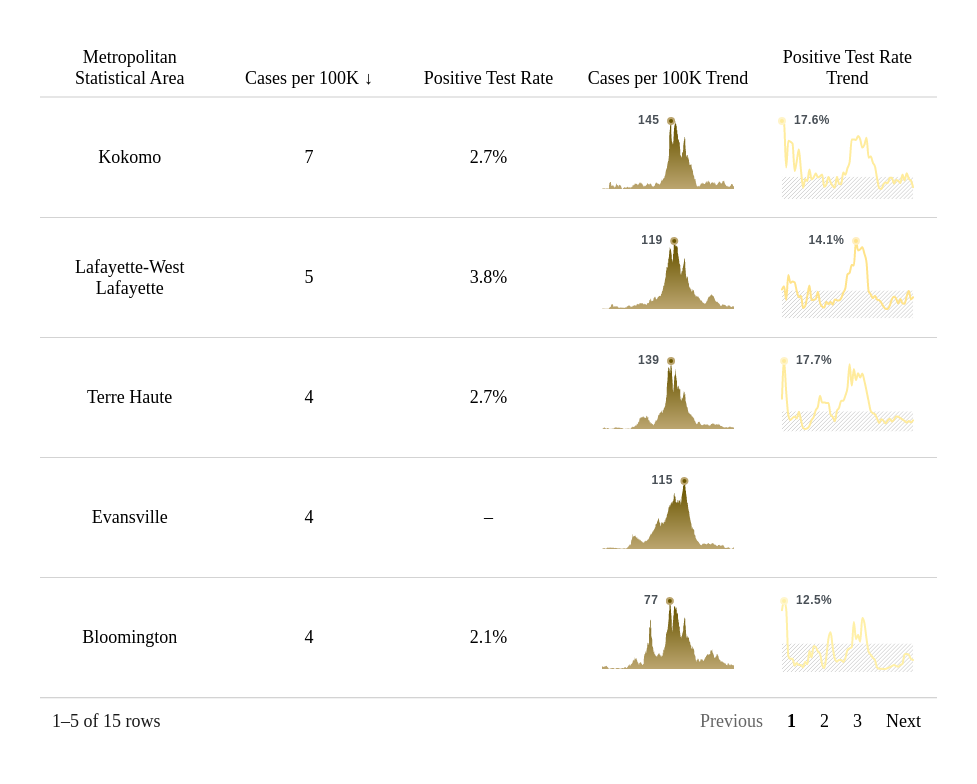 Metropolitan
Statistical Area
Cases per 100K ↓
Positive Test Rate
Cases per 100K Trend
Positive Test Rate
Trend
Kokomo
7
2.7%
145
17.6%
Lafayette-West
Lafayette
5
3.8%
119
14.1%
Terre Haute
4
2.7%
139
17.7%
Evansville
4
–
115
Bloomington
4
2.1%
77
12.5%
1–5 of 15 rows
Previous 1 2 3 Next